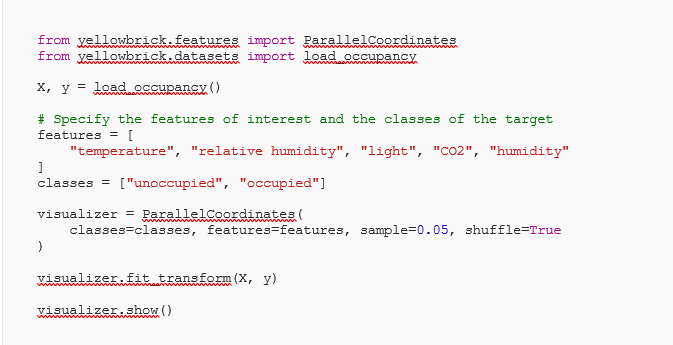 from yellowbrick.features import ParallelCoordinates
from yellowbrick.datasets import load_occupancy
X, y = load_occupancy()
# Specify the features of interest and the classes of the target
features = [
"temperature", "relative humidity", "light", "CO2", "humidity"
]
classes = ["unoccupied", "occupied"]
visualizer = ParallelCoordinates(
classes=classes, features=features, sample=0.05, shuffle=True
)
visualizer.fit_transform(X, y)
visualizer.show()